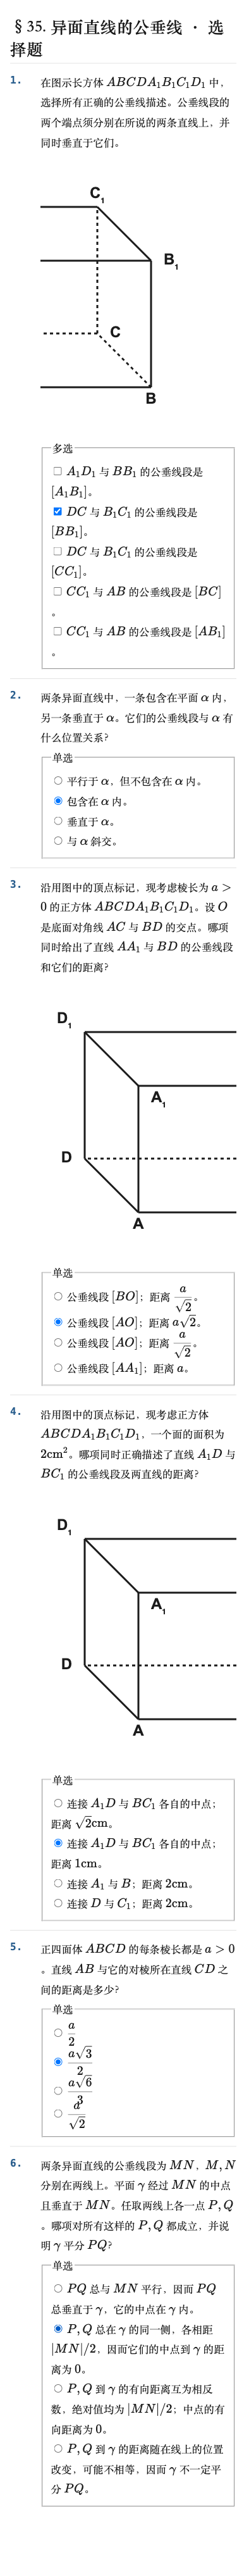 §35. 异面直线的公垂线 · 选
择题
1. 在图示长方体 ABCDA₁B₁C₁D₁ 中,
选择所有正确的公垂线描述。公垂线段的
两个端点须分别在所说的两条直线上，并
同时垂直于它们。
C₁
B₁
C
B
多选
A₁D₁ 与 BB₁ 的公垂线段是
[A₁B₁]。
DC 与 B₁C₁ 的公垂线段是
[BB₁]。
DC 与 B₁C₁ 的公垂线段是
[CC₁]。
CC₁ 与 AB 的公垂线段是 [BC]
。
CC₁ 与 AB 的公垂线段是 [AB₁]
。
2. 两条异面直线中，一条包含在平面 α 内，
另一条垂直于 α。它们的公垂线段与 α 有
什么位置关系?
单选
平行于 α，但不包含在 α 内。
包含在 α 内。
垂直于 α。
与 α 斜交。
3. 沿用图中的顶点标记，现考虑棱长为 a >
0 的正方体 ABCDA₁B₁C₁D₁。设 O
是底面对角线 AC 与 BD 的交点。哪项
同时给出了直线 AA₁ 与 BD 的公垂线段
和它们的距离?
D₁
A₁
D
A
单选
公垂线段 [BO]；距离 a/√2。
公垂线段 [AO]；距离 a√2。
公垂线段 [AO]；距离 a/√2。
公垂线段 [AA₁]；距离 a。
4. 沿用图中的顶点标记，现考虑正方体
ABCDA₁B₁C₁D₁，一个面的面积为
2cm²。哪项同时正确描述了直线 A₁D 与
BC₁ 的公垂线段及两直线的距离?
D₁
A₁
D
A
单选
连接 A₁D 与 BC₁ 各自的中点；
距离 √2cm。
连接 A₁D 与 BC₁ 各自的中点；
距离 1cm。
连接 A₁ 与 B；距离 2cm。
连接 D 与 C₁；距离 2cm。
5. 正四面体 ABCD 的每条棱长都是 a > 0
。直线 AB 与它的对棱所在直线 CD 之
间的距离是多少?
单选
a/2
a√3/2
a√6/3
a/√2
6. 两条异面直线的公垂线段为 MN，M, N
分别在两线上。平面 γ 经过 MN 的中点
且垂直于 MN。任取两线上各一点 P, Q
。哪项对所有这样的 P, Q 都成立，并说
明 γ 平分 PQ?
单选
PQ 总与 MN 平行，因而 PQ
总垂直于 γ，它的中点在 γ 内。
P, Q 总在 γ 的同一侧，各相距
|MN|/2，因而它们的中点到 γ 的距
离为 0。
P, Q 到 γ 的有向距离互为相反
数，绝对值均为 |MN|/2；中点的有
向距离为 0。
P, Q 到 γ 的距离随在线上的位置
改变，可能不相等，因而 γ 不一定平
分 PQ。